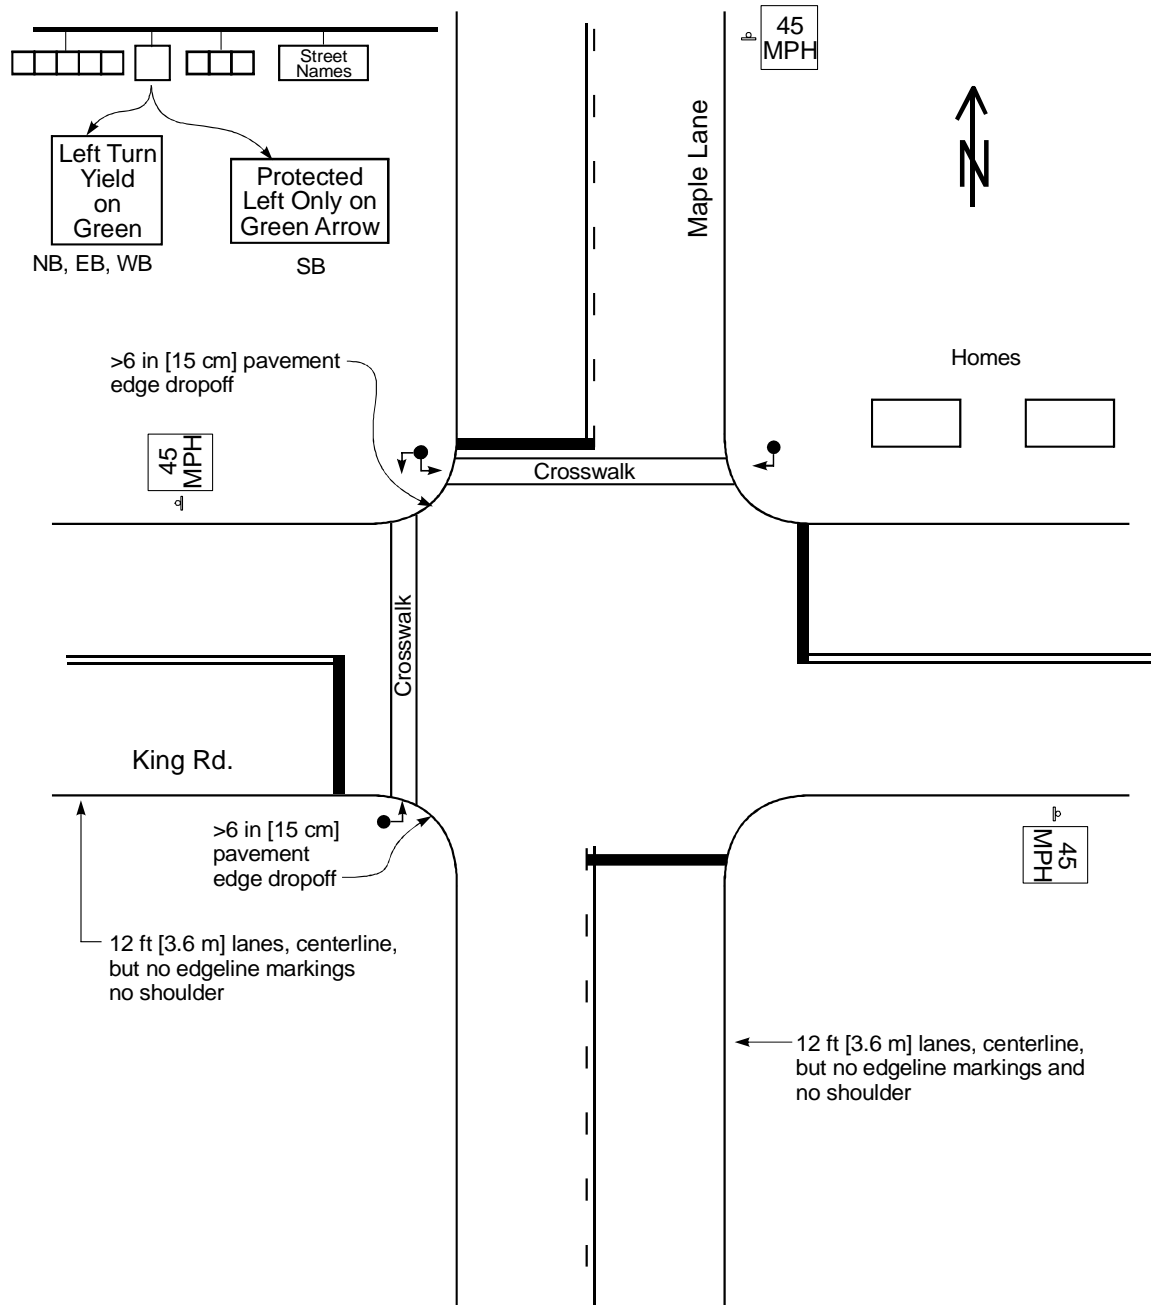 45
MPH
Street
Names
Left Turn
Yield
on
Green
Protected
Left Only on
Green Arrow
NB, EB, WB
SB
Maple Lane
N
>6 in [15 cm] pavement
edge dropoff
Homes
45
MPH
Crosswalk
Crosswalk
King Rd.
>6 in [15 cm]
pavement
edge dropoff
45
MPH
12 ft [3.6 m] lanes, centerline,
but no edgeline markings
no shoulder
12 ft [3.6 m] lanes, centerline,
but no edgeline markings and
no shoulder